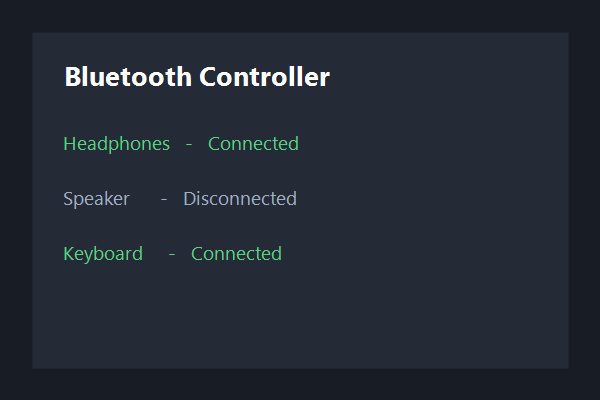 Bluetooth Controller
Headphones - Connected
Speaker - Disconnected
Keyboard - Connected